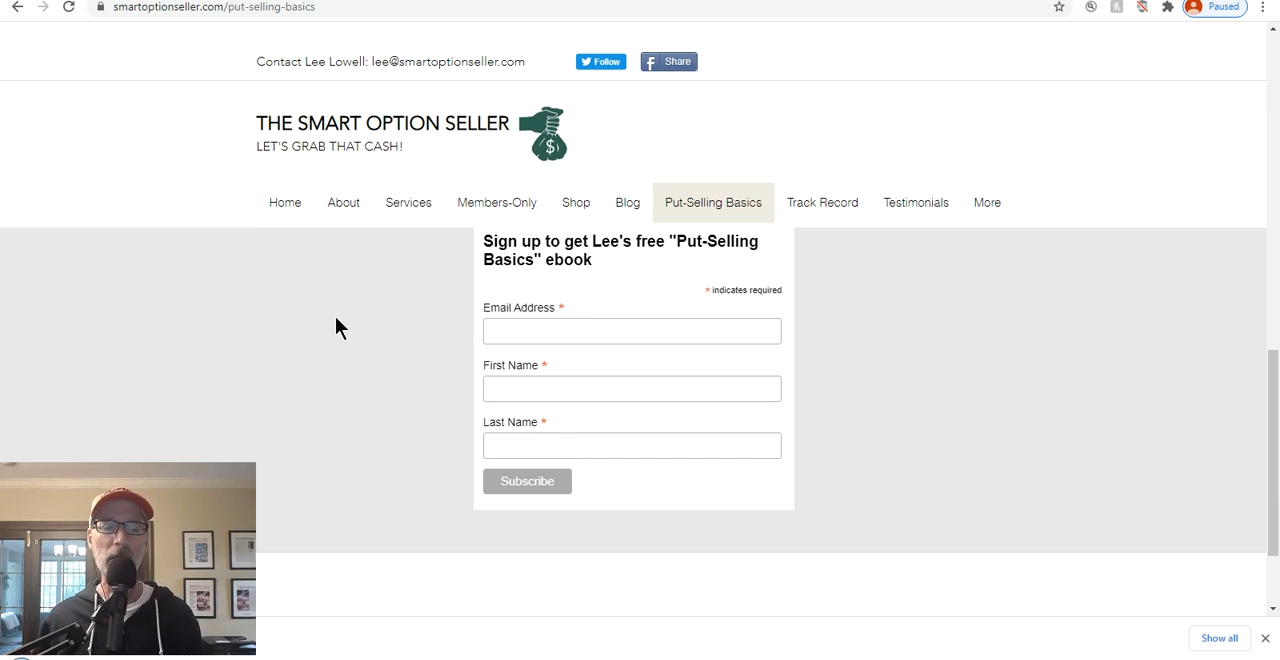 smartoptionseller.com/put-selling-basics
Paused
Contact Lee Lowell: lee@smartoptionseller.com
Follow
Share
THE SMART OPTION SELLER
LET'S GRAB THAT CASH!
$
Home About Services Members-Only Shop Blog Put-Selling Basics Track Record Testimonials More
Sign up to get Lee's free "Put-Selling
Basics" ebook
* indicates required
Email Address *
First Name *
Last Name *
Subscribe
Show all